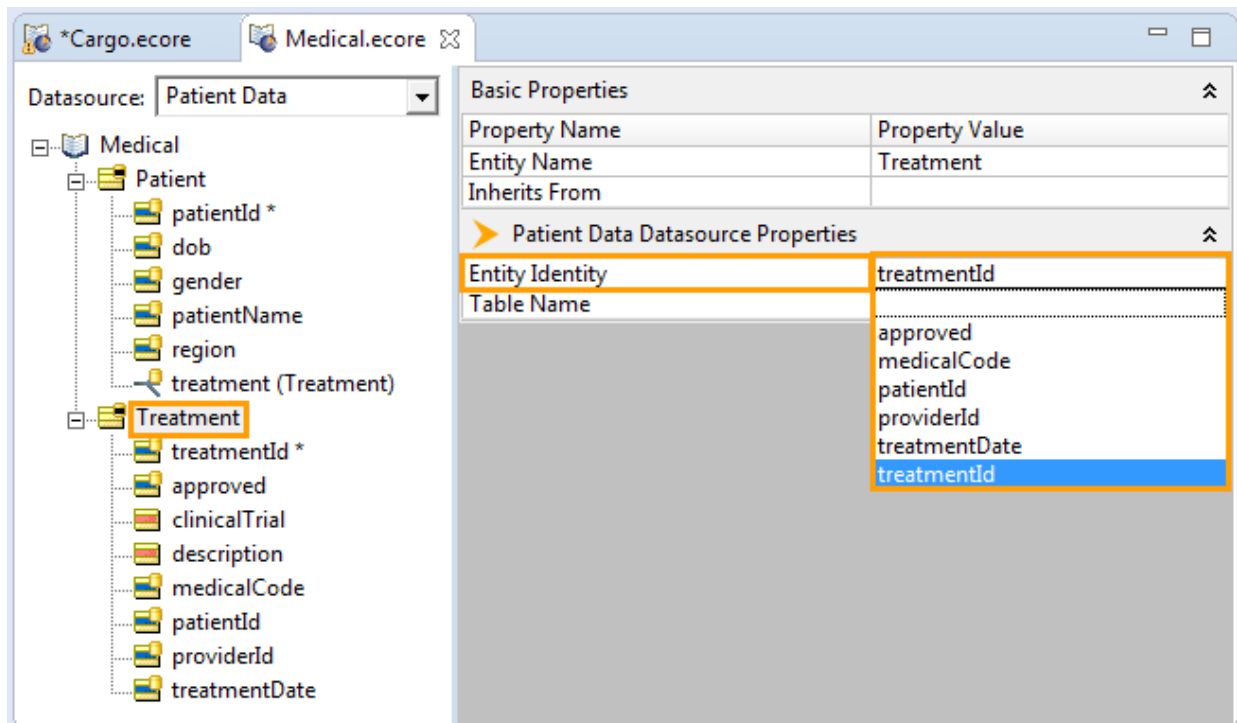 *Cargo.ecore
Medical.ecore
Datasource:
Patient Data
Medical
Patient
patientId *
dob
gender
patientName
region
treatment (Treatment)
Treatment
treatmentId *
approved
clinicalTrial
description
medicalCode
patientId
providerId
treatmentDate
Basic Properties
Property Name
Property Value
Entity Name
Treatment
Inherits From
Patient Data Datasource Properties
Entity Identity
treatmentId
Table Name
approved
medicalCode
patientId
providerId
treatmentDate
treatmentId